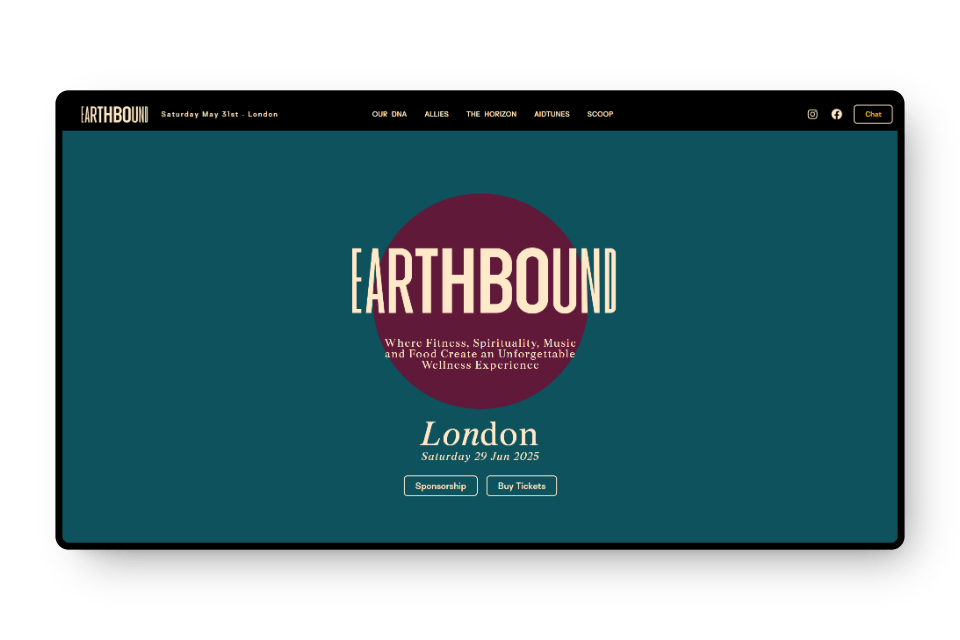 EARTHBOUND
Saturday May 31st - London
OUR DNA
ALLIES
THE HORIZON
AIDTUNES
SCOOP
Chat
EARTHBOUND
Where Fitness, Spirituality, Music
and Food Create an Unforgettable
Wellness Experience
London
Saturday 29 Jun 2025
Sponsorship
Buy Tickets